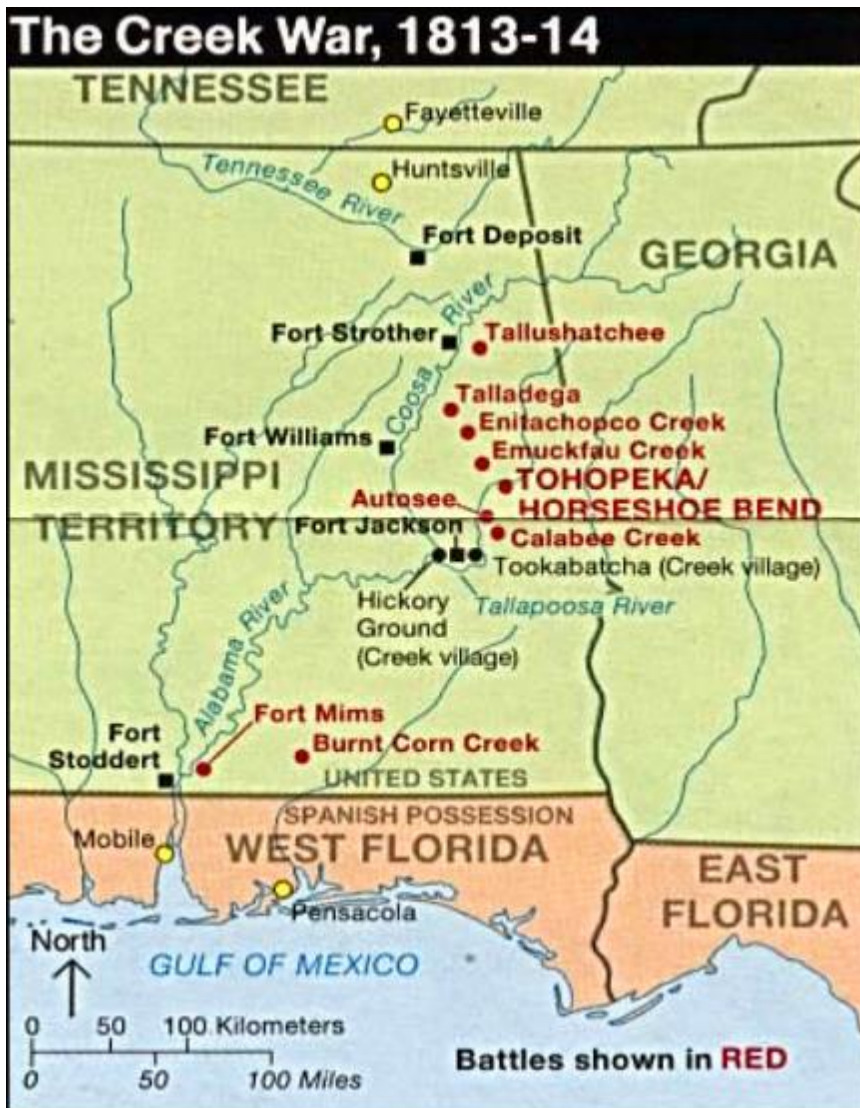 The Creek War, 1813-14
TENNESSEE
Fayetteville
Huntsville
Tennessee River
Fort Deposit
GEORGIA
Coosa River
Fort Strother
Tallushatchee
Talladega
Enitachopco Creek
Fort Williams
Emuckfau Creek
MISSISSIPPI
TERRITORY
TOHOPEKA/
HORSESHOE BEND
Autosee
Fort Jackson
Calabee Creek
Tookabatcha (Creek village)
Hickory
Ground
(Creek village)
Tallapoosa River
Alabama River
Fort Mims
Fort
Stoddert
Burnt Corn Creek
UNITED STATES
SPANISH POSSESSION
Mobile
WEST FLORIDA
EAST
FLORIDA
Pensacola
North
GULF OF MEXICO
0 50 100 Kilometers
0 50 100 Miles
Battles shown in RED